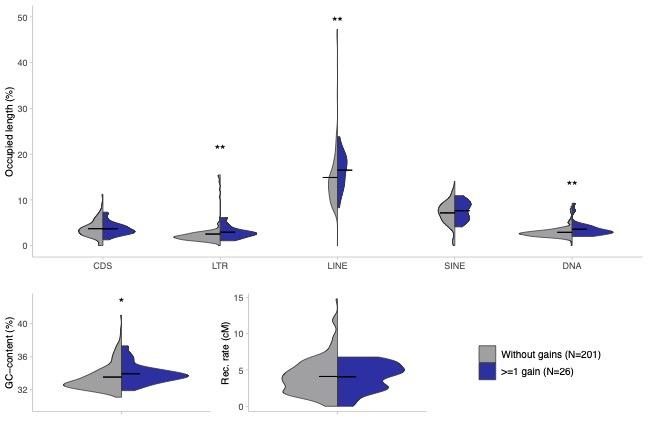 Occupied length (%)
50
40
30
20
10
0
**
**
**
CDS
LTR
LINE
SINE
DNA
GC−content (%)
40
36
32
*
Rec. rate (cM)
15
10
5
0
Without gains (N=201)
>=1 gain (N=26)